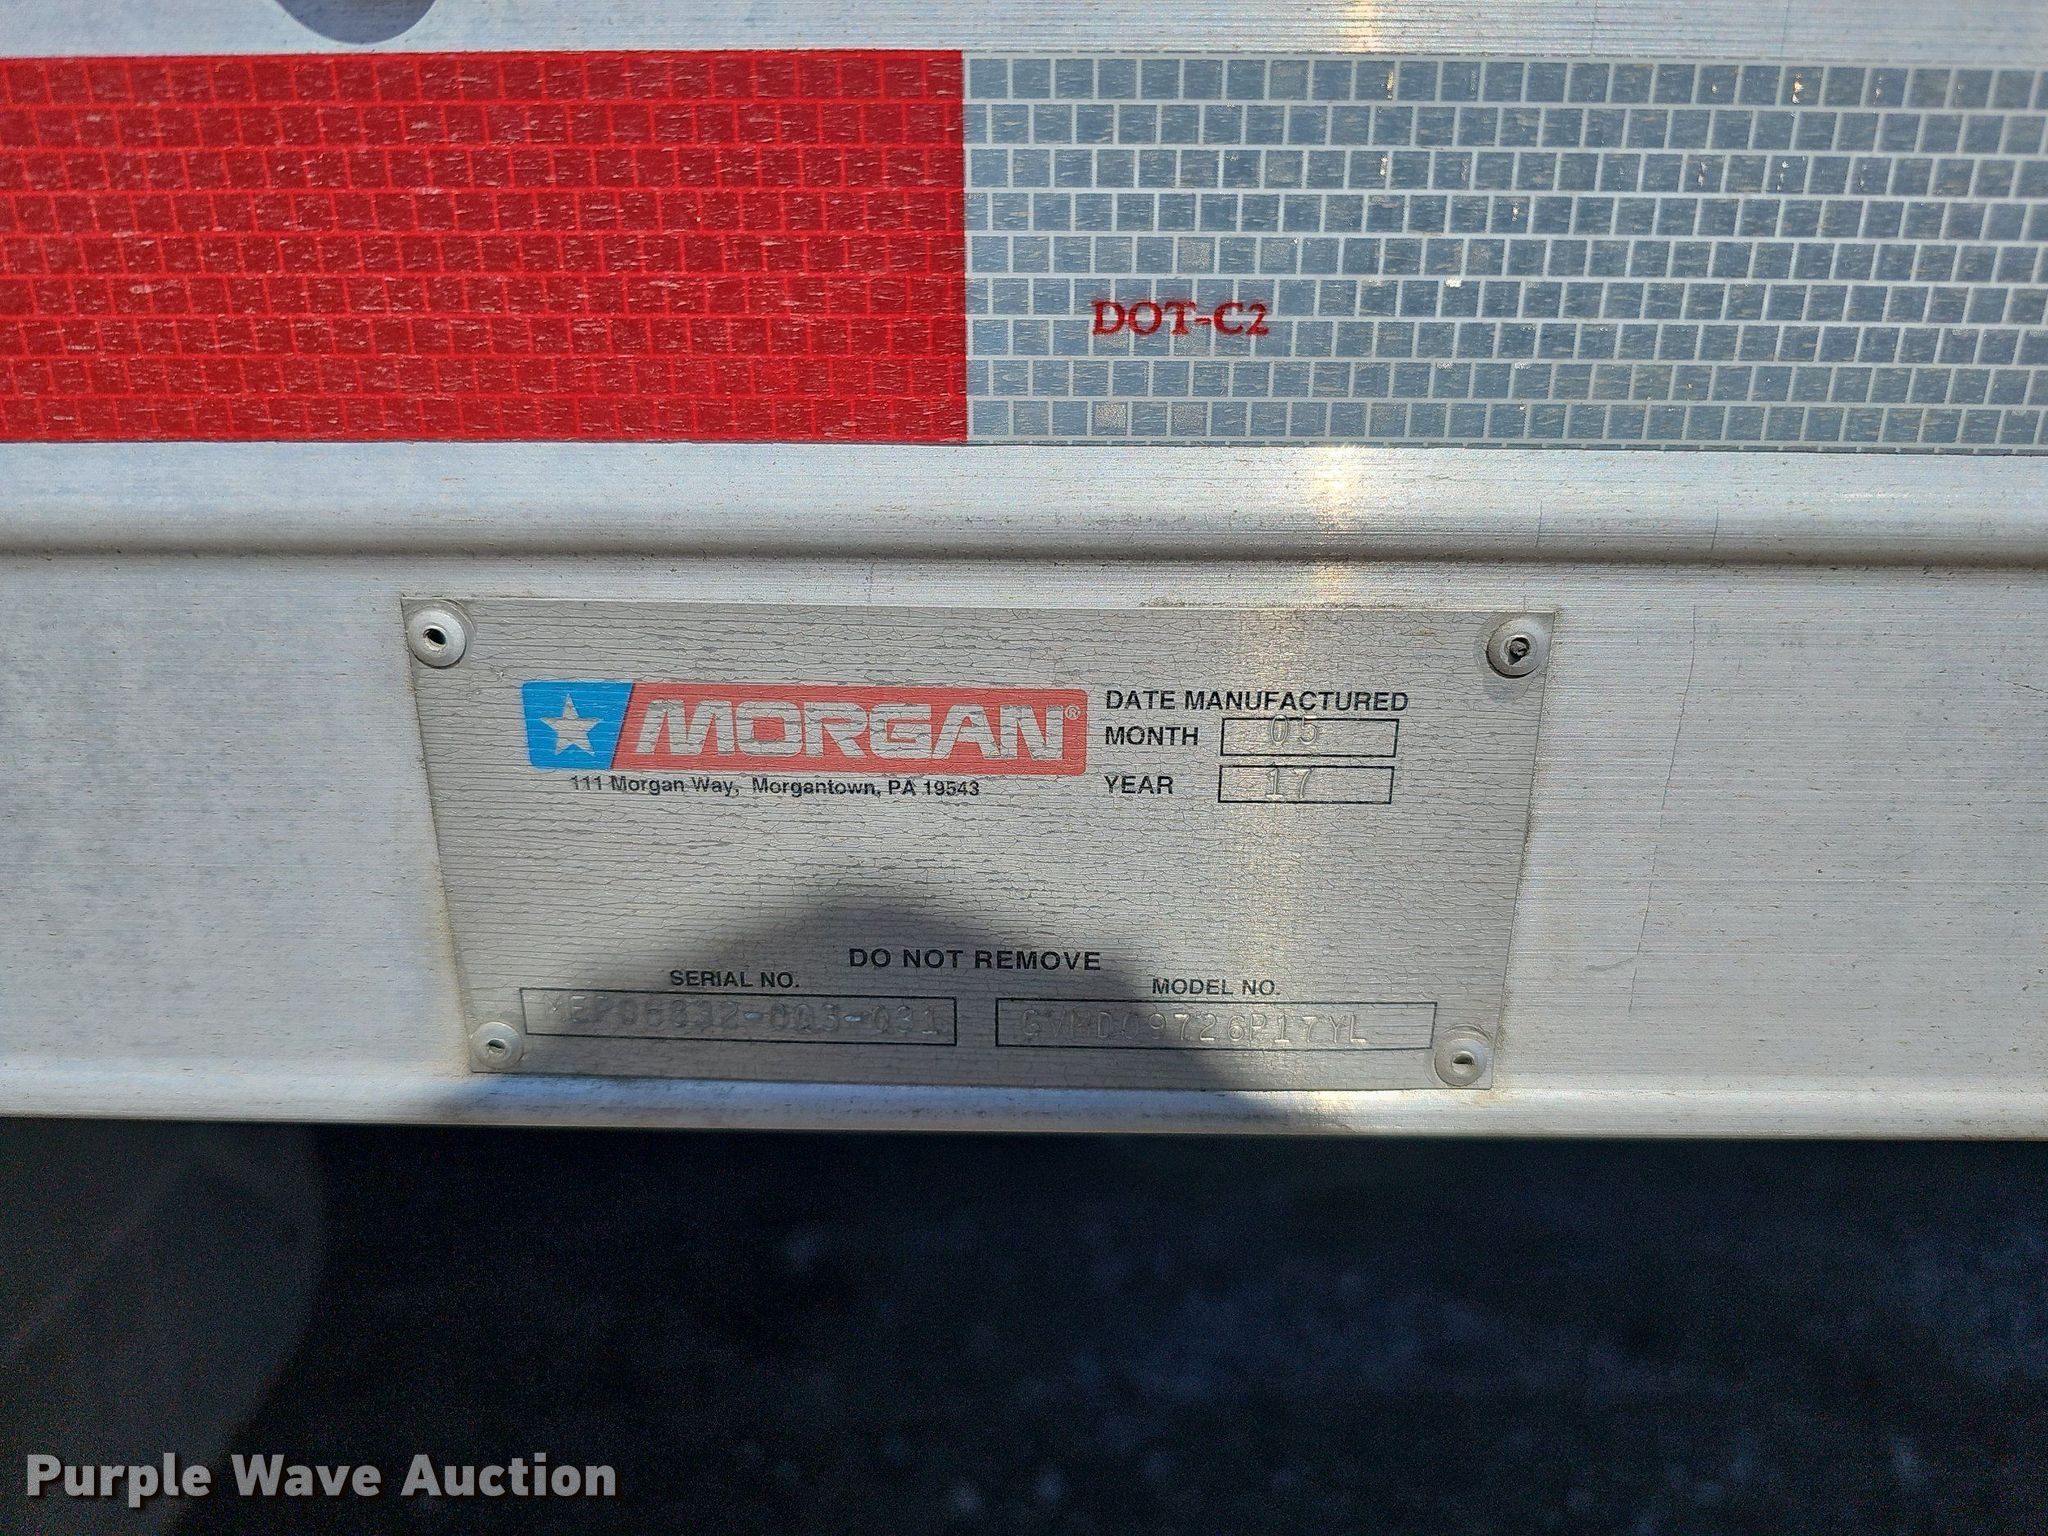 DOT-C2
MORGAN®
111 Morgan Way, Morgantown, PA 19543
DATE MANUFACTURED
MONTH 05
YEAR 17
DO NOT REMOVE
SERIAL NO.
MODEL NO.
Purple Wave Auction